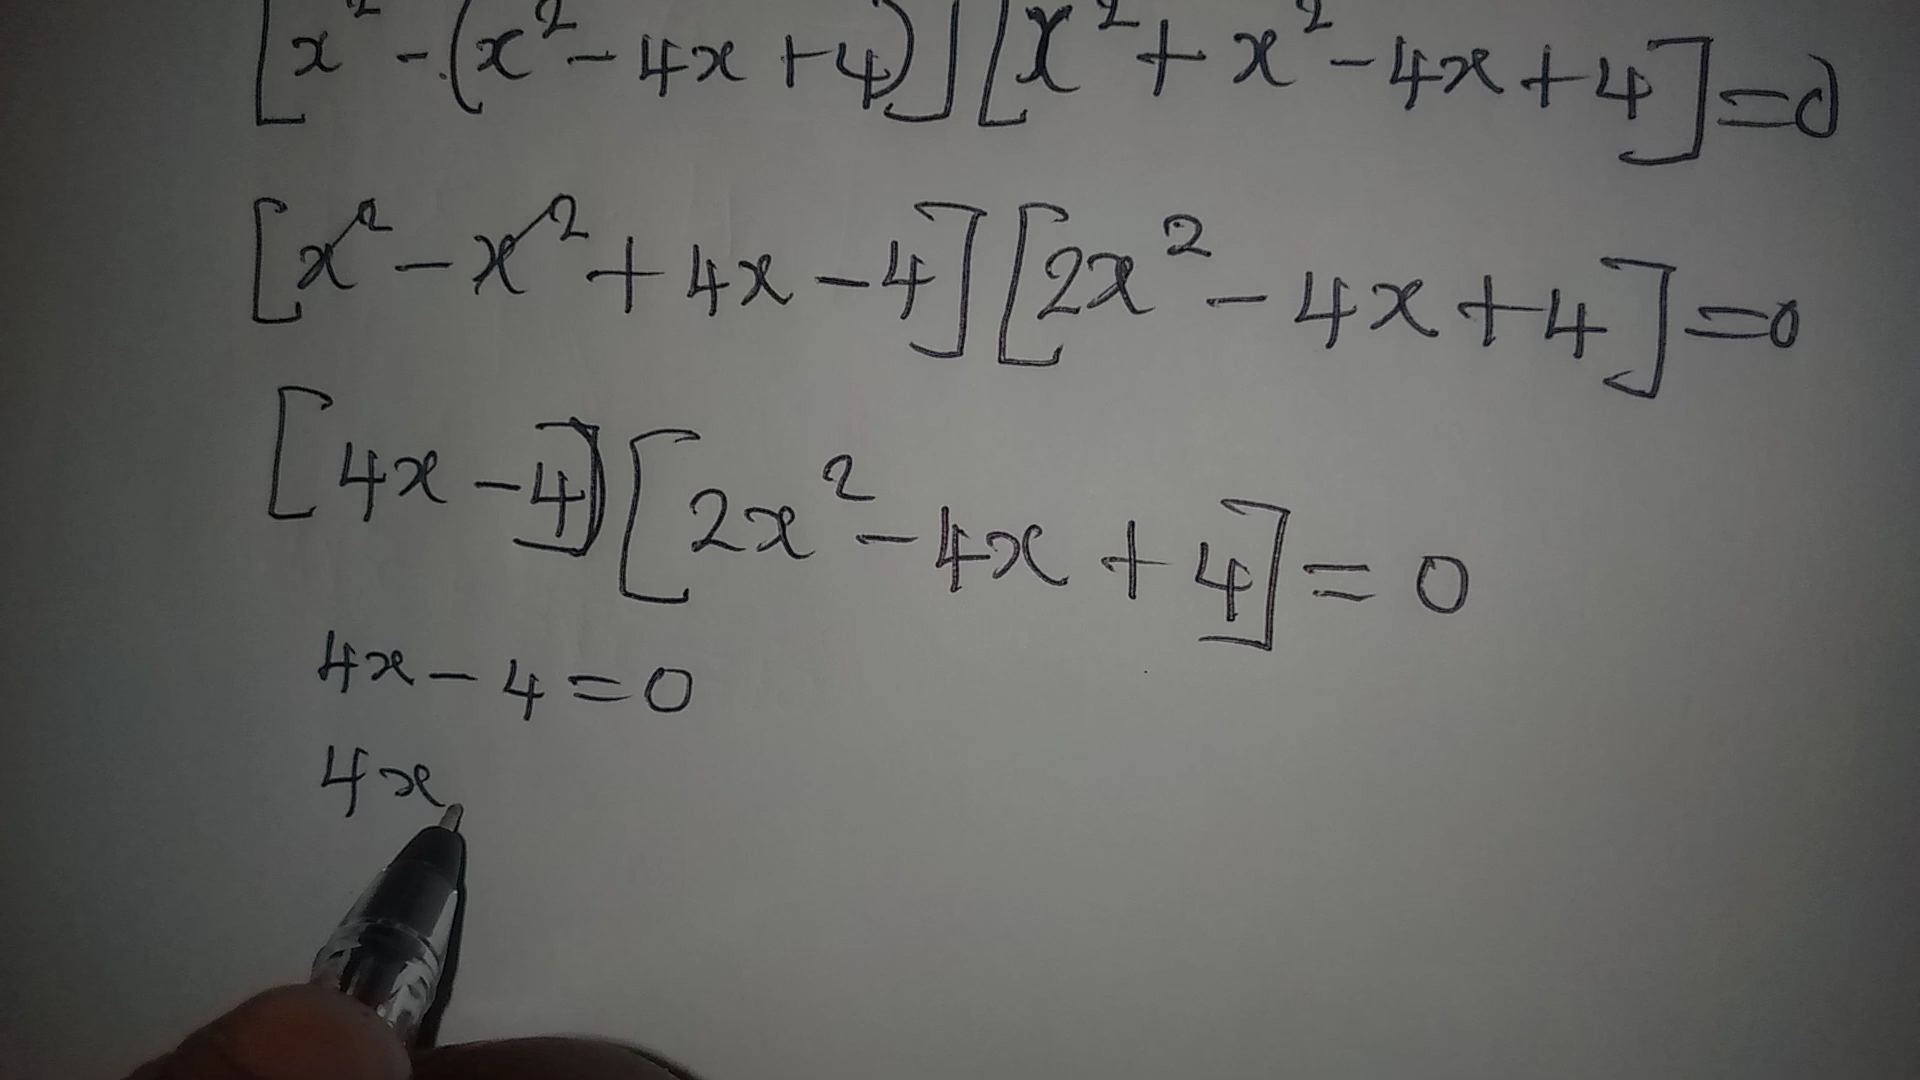 [x² - (x² - 4x + 4)] [x² + x² - 4x + 4] = 0
[x² - x² + 4x - 4] [2x² - 4x + 4] = 0
[4x - 4] [2x² - 4x + 4] = 0
4x - 4 = 0
4x